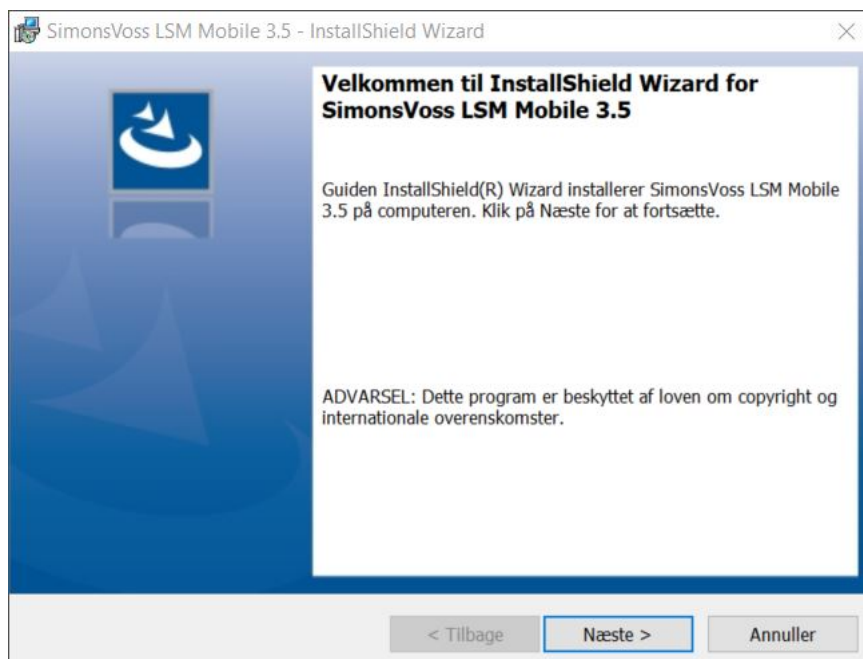 SimonsVoss LSM Mobile 3.5 - InstallShield Wizard
Velkommen til InstallShield Wizard for
SimonsVoss LSM Mobile 3.5
Guiden InstallShield(R) Wizard installerer SimonsVoss LSM Mobile
3.5 på computeren. Klik på Næste for at fortsætte.
ADVARSEL: Dette program er beskyttet af loven om copyright og
internationale overenskomster.
< Tilbage
Næste >
Annuller